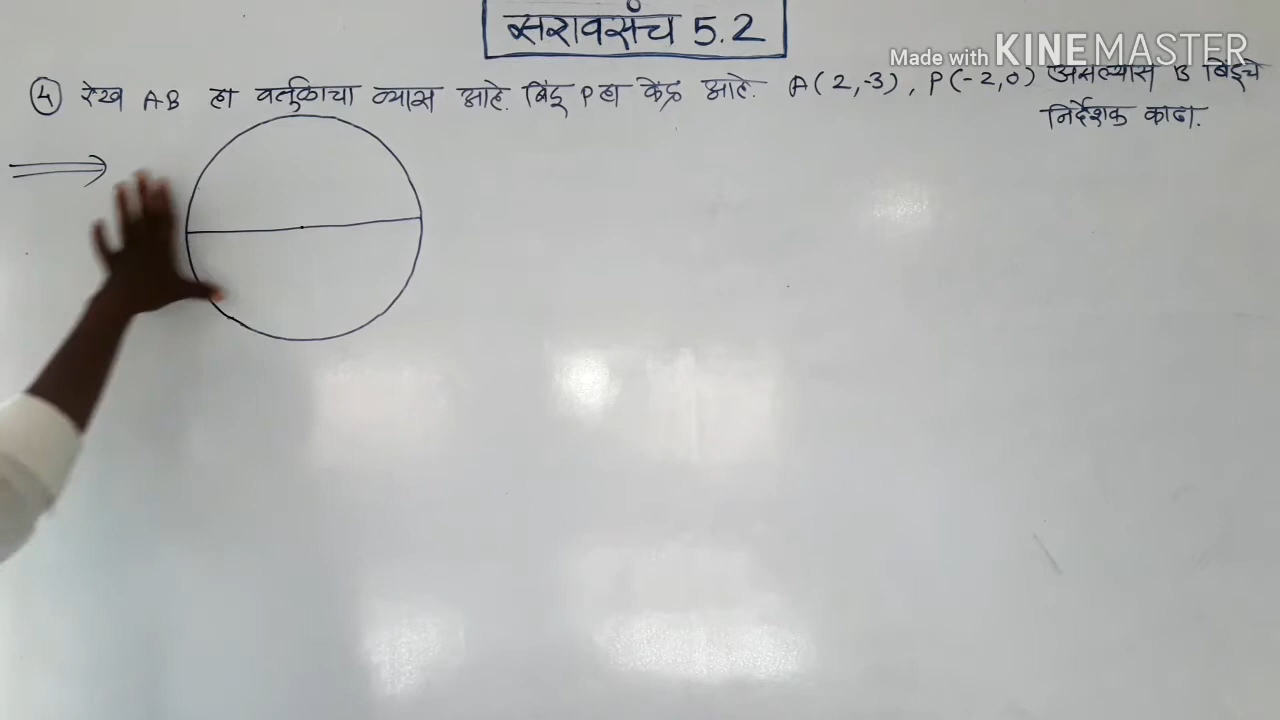 सरावसंच 5.2
Made with KINEMASTER
④ रेख AB हा वर्तुळाचा व्यास आहे. बिंदू P हा केंद्र आहे. A(2,-3), P(-2,0) असल्यास B बिंदूचे
निर्देशक काढा.